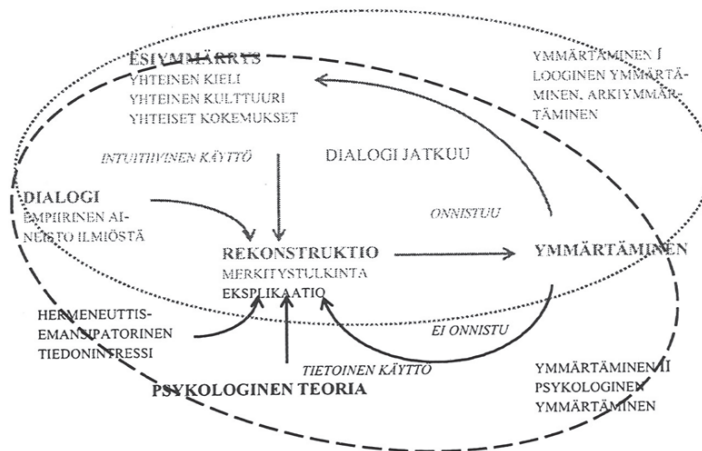 ESIYMMÄRRYS
YHTEINEN KIELI
YHTEINEN KULTTUURI
YHTEISET KOKEMUKSET
YMMÄRTÄMINEN I
LOOGINEN YMMÄRTÄ-
MINEN, ARKIYMMÄR-
TÄMINEN
INTUITIIVINEN KÄYTTÖ
DIALOGI JATKUU
DIALOGI
EMPIIRINEN AI-
NEISTO ILMIÖSTÄ
ONNISTUU
REKONSTRUKTIO
MERKITYSTULKINTA
EKSPLIKAATIO
YMMÄRTÄMINEN
HERMENEUTTIS-
EMANSIPATORINEN
TIEDONINTRESSI
EI ONNISTU
TIETOINEN KÄYTTÖ
PSYKOLOGINEN TEORIA
YMMÄRTÄMINEN II
PSYKOLOGINEN
YMMÄRTÄMINEN